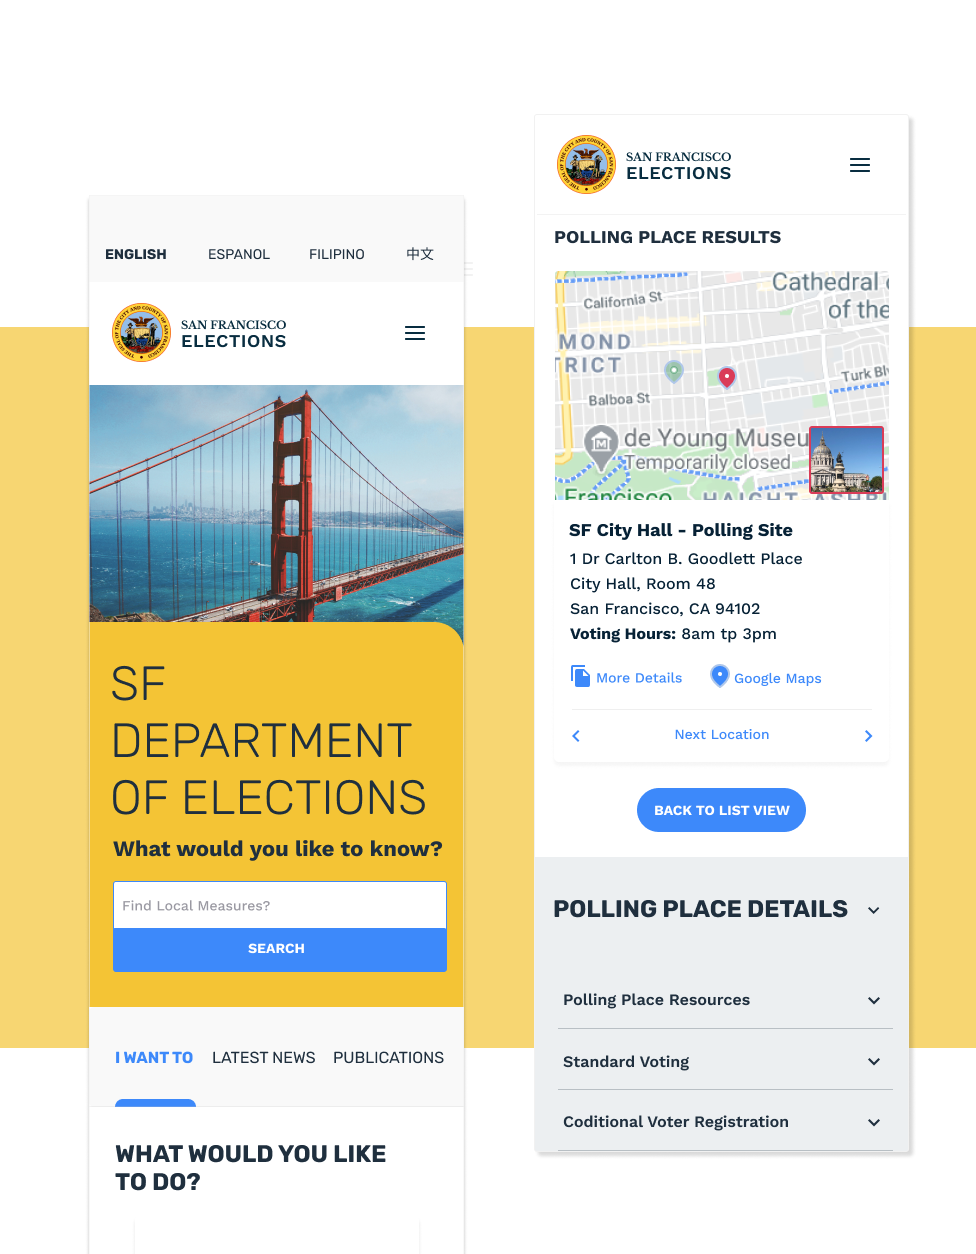 ENGLISH ESPANOL FILIPINO 中文
SAN FRANCISCO
ELECTIONS
SF
DEPARTMENT
OF ELECTIONS
What would you like to know?
Find Local Measures?
SEARCH
I WANT TO LATEST NEWS PUBLICATIONS
WHAT WOULD YOU LIKE
TO DO?
SAN FRANCISCO
ELECTIONS
POLLING PLACE RESULTS
Cathedral
of the
California St
MOND
TRICT
Turk Blv
Balboa St
de Young Museu
Temporarily closed
Francisco
HAIGHT-ASHB
SF City Hall - Polling Site
1 Dr Carlton B. Goodlett Place
City Hall, Room 48
San Francisco, CA 94102
Voting Hours: 8am tp 3pm
More Details Google Maps
Next Location
BACK TO LIST VIEW
POLLING PLACE DETAILS
Polling Place Resources
Standard Voting
Coditional Voter Registration